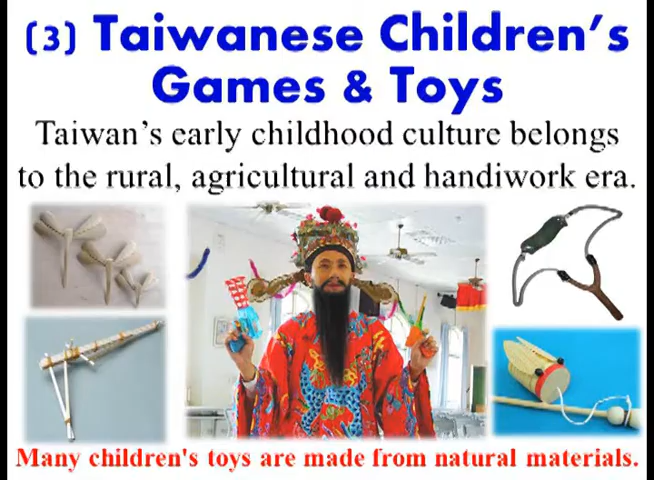 (3) Taiwanese Children's
Games & Toys
Taiwan's early childhood culture belongs
to the rural, agricultural and handiwork era.
Many children's toys are made from natural materials.